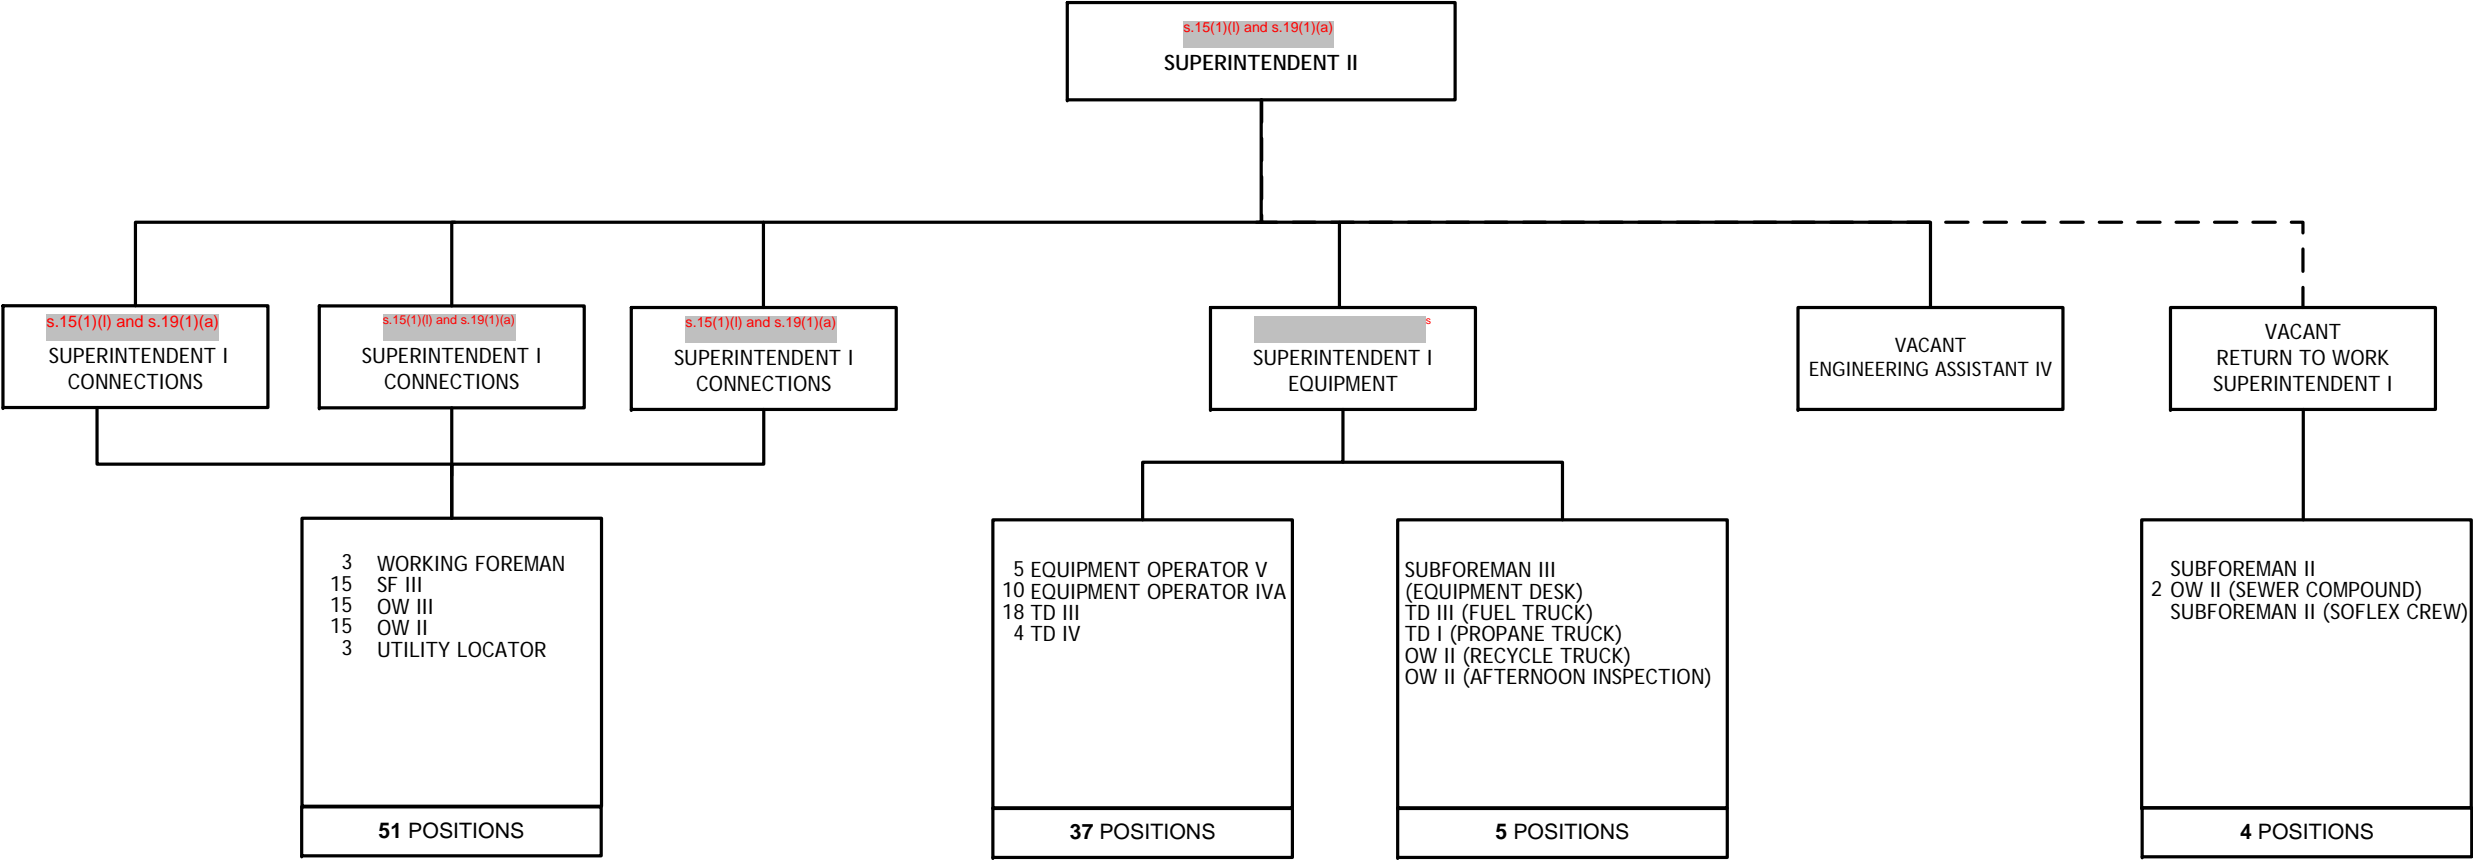 s.15(1)(l) and s.19(1)(a)
SUPERINTENDENT II
s.15(1)(l) and s.19(1)(a)
SUPERINTENDENT I
CONNECTIONS
s.15(1)(l) and s.19(1)(a)
SUPERINTENDENT I
CONNECTIONS
s.15(1)(l) and s.19(1)(a)
SUPERINTENDENT I
CONNECTIONS
s
SUPERINTENDENT I
EQUIPMENT
VACANT
ENGINEERING ASSISTANT IV
VACANT
RETURN TO WORK
SUPERINTENDENT I
3 WORKING FOREMAN
15 SF III
15 OW III
15 OW II
3 UTILITY LOCATOR
51 POSITIONS
5 EQUIPMENT OPERATOR V
10 EQUIPMENT OPERATOR IVA
18 TD III
4 TD IV
37 POSITIONS
SUBFOREMAN III
(EQUIPMENT DESK)
TD III (FUEL TRUCK)
TD I (PROPANE TRUCK)
OW II (RECYCLE TRUCK)
OW II (AFTERNOON INSPECTION)
5 POSITIONS
SUBFOREMAN II
2 OW II (SEWER COMPOUND)
SUBFOREMAN II (SOFLEX CREW)
4 POSITIONS